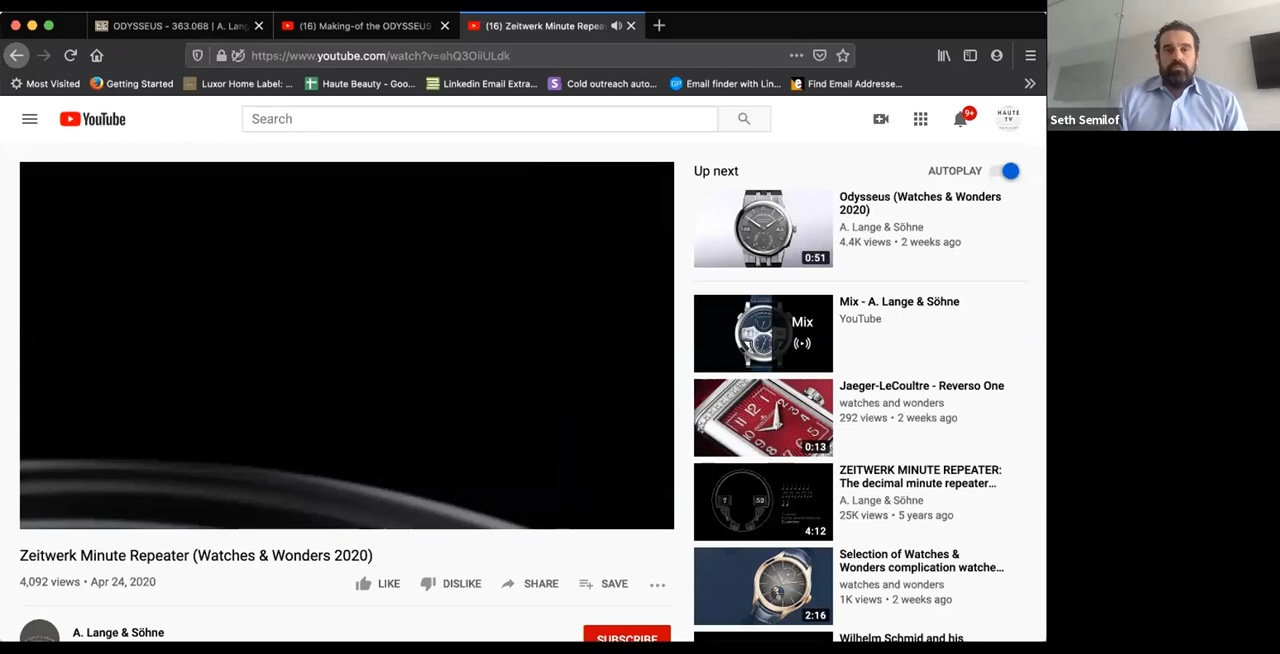 ODYSSEUS - 363.068 | A. Lang
(16) Making-of the ODYSSEUS
(16) Zeitwerk Minute Repea
https://www.youtube.com/watch?v=ehQ3OiiULdk
Most Visited
Getting Started
Luxor Home Label: ...
Haute Beauty - Goo...
Linkedin Email Extra...
Cold outreach auto...
Email finder with Lin...
Find Email Addresse...
YouTube
Search
9+
HAUTE
TV
Seth Semilof
Up next
AUTOPLAY
0:51
Odysseus (Watches & Wonders
2020)
A. Lange & Söhne
4.4K views • 2 weeks ago
Mix
Mix - A. Lange & Söhne
YouTube
0:13
Jaeger-LeCoultre - Reverso One
watches and wonders
292 views • 2 weeks ago
7
52
4:12
ZEITWERK MINUTE REPEATER:
The decimal minute repeater...
A. Lange & Söhne
25K views • 5 years ago
2:16
Selection of Watches &
Wonders complication watche...
watches and wonders
1K views • 2 weeks ago
Wilhelm Schmid and his
Zeitwerk Minute Repeater (Watches & Wonders 2020)
4,092 views • Apr 24, 2020
LIKE
DISLIKE
SHARE
SAVE
A. Lange & Söhne
SUBSCRIBE